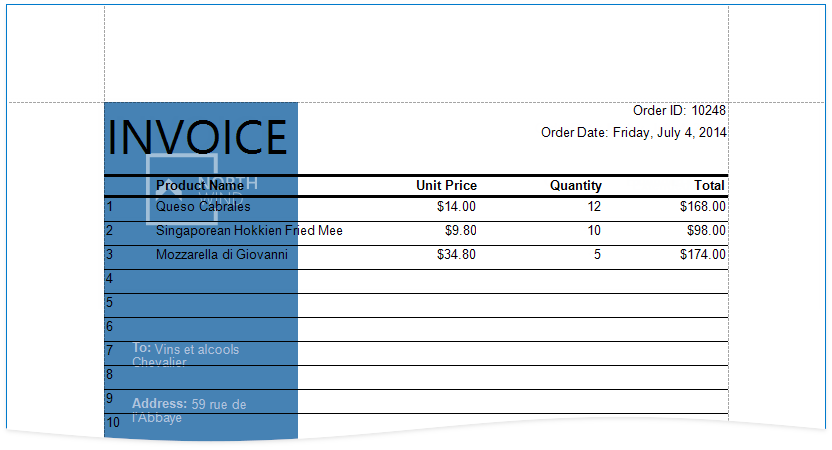 Order ID: 10248
INVOICE
Order Date: Friday, July 4, 2014
NORTH
WIND
Product Name Unit Price Quantity Total
1 Queso Cabrales $14.00 12 $168.00
2 Singaporean Hokkien Fried Mee $9.80 10 $98.00
3 Mozzarella di Giovanni $34.80 5 $174.00
4
5
6
7 To: Vins et alcools
Chevalier
8
9 Address: 59 rue de
l'Abbaye
10